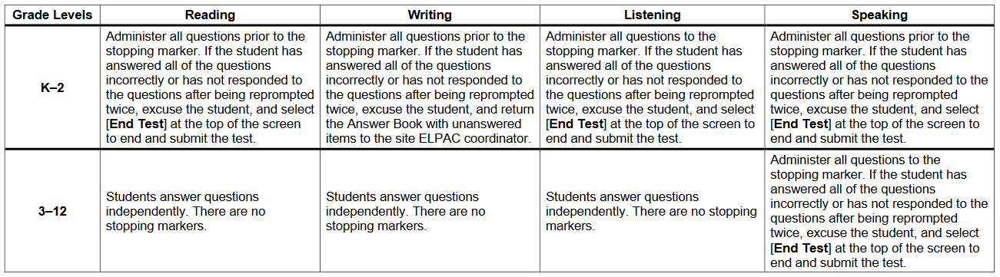 Grade Levels
Reading
Writing
Listening
Speaking
K–2
Administer all questions prior to the
stopping marker. If the student has
answered all of the questions
incorrectly or has not responded to
the questions after being reprompted
twice, excuse the student, and select
[End Test] at the top of the screen
to end and submit the test.
Administer all questions prior to the
stopping marker. If the student has
answered all of the questions
incorrectly or has not responded to
the questions after being reprompted
twice, excuse the student, and return
the Answer Book with unanswered
items to the site ELPAC coordinator.
Administer all questions to the
stopping marker. If the student has
answered all of the questions
incorrectly or has not responded to
the questions after being reprompted
twice, excuse the student, and select
[End Test] at the top of the screen to
end and submit the test.
Administer all questions prior to the
stopping marker. If the student has
answered all of the questions
incorrectly or has not responded to the
questions after being reprompted
twice, excuse the student, and select
[End Test] at the top of the screen to
end and submit the test.
3–12
Students answer questions
independently. There are no
stopping markers.
Students answer questions
independently. There are no
stopping markers.
Students answer questions
independently. There are no stopping
markers.
Administer all questions to the
stopping marker. If the student has
answered all of the questions
incorrectly or has not responded to the
questions after being reprompted
twice, excuse the student, and select
[End Test] at the top of the screen to
end and submit the test.